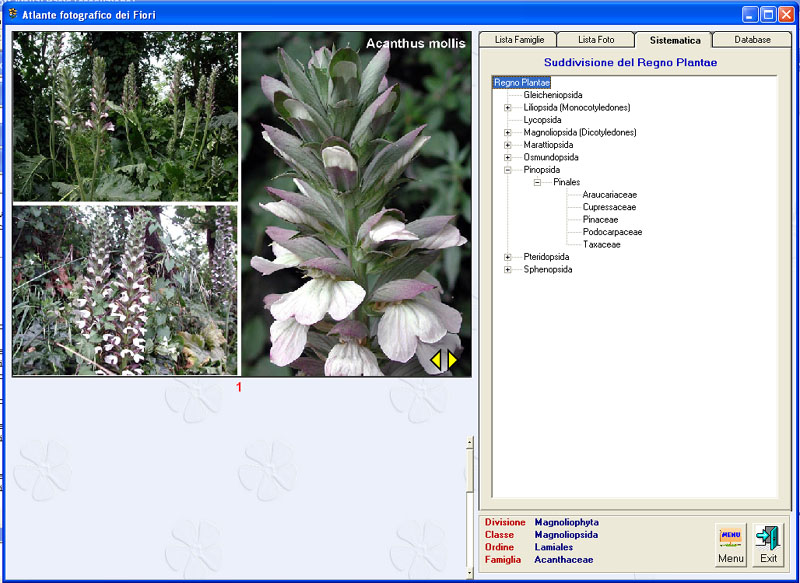 Atlante fotografico dei Fiori
Acanthus mollis
1
Lista Famiglie
Lista Foto
Sistematica
Database
Suddivisione del Regno Plantae
Regno Plantae
Gleicheniopsida
Liliopsida (Monocotyledones)
Lycopsida
Magnoliopsida (Dicotyledones)
Marattiopsida
Osmundopsida
Pinopsida
Pinales
Araucariaceae
Cupressaceae
Pinaceae
Podocarpaceae
Taxaceae
Pteridopsida
Sphenopsida
Divisione Magnoliophyta
Classe Magnoliopsida
Ordine Lamiales
Famiglia Acanthaceae
MENU
Menu
Exit